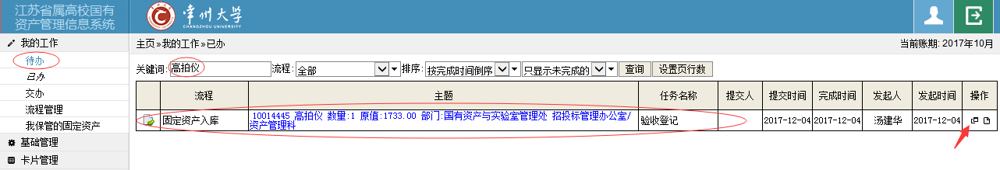 江苏省属高校国有
资产管理信息系统
常州大学
CHANGZHOU UNIVERSITY
我的工作
待办
已办
交办
流程管理
我保管的固定资产
基础管理
卡片管理
主页»我的工作»已办
当前账期: 2017年10月
关键词: 高拍仪 流程: 全部 排序: 按完成时间倒序 只显示未完成的 查询 设置页行数
流程 主题 任务名称 提交人 提交时间 完成时间 发起人 发起时间 操作
固定资产入库 10014445 高拍仪 数量:1 原值:1733.00 部门:国有资产与实验室管理处 招投标管理办公室/
资产管理科 验收登记 2017-12-04 2017-12-04 汤建华 2017-12-04